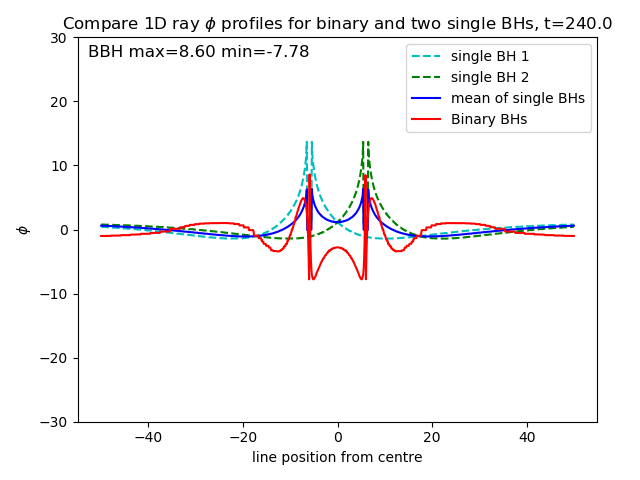 Compare 1D ray ϕ profiles for binary and two single BHs, t=240.0
BBH max=8.60 min=-7.78
single BH 1
single BH 2
mean of single BHs
Binary BHs
30
20
10
0
−10
−20
−30
ϕ
−40 −20 0 20 40
line position from centre